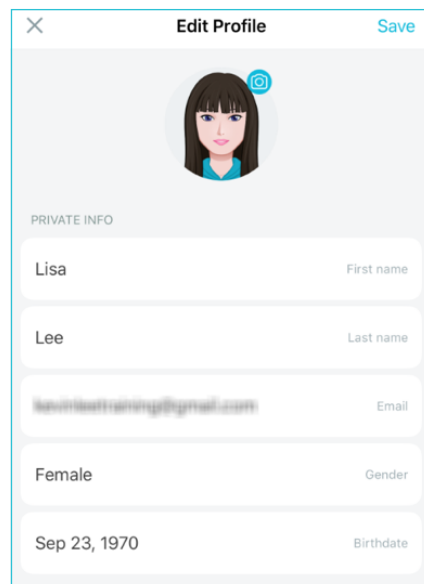 Edit Profile Save
PRIVATE INFO
Lisa First name
Lee Last name
Email
Female Gender
Sep 23, 1970 Birthdate